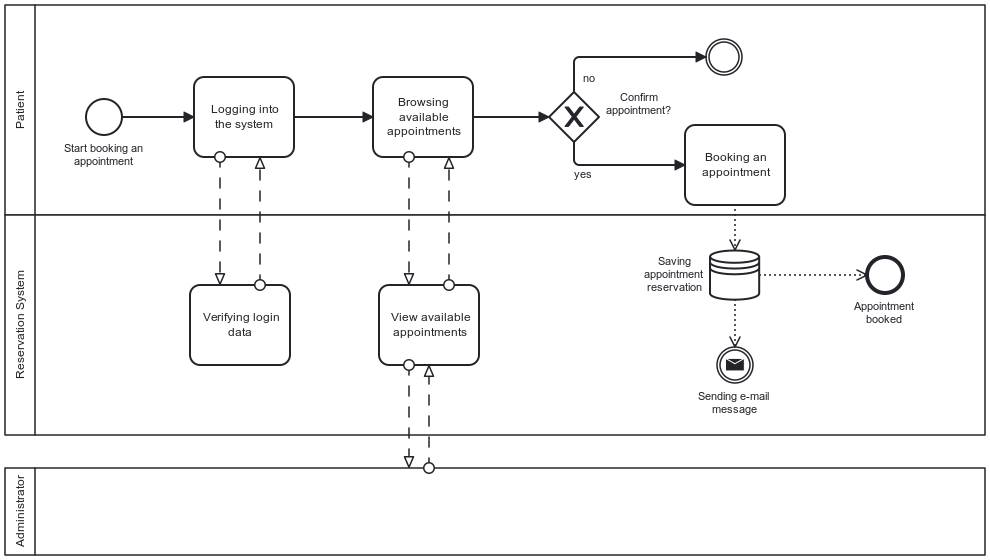 Patient
Start booking an
appointment
Logging into
the system
Browsing
available
appointments
no
Confirm
appointment?
yes
Booking an
appointment
Reservation System
Verifying login
data
View available
appointments
Saving
appointment
reservation
Appointment
booked
Sending e-mail
message
Administrator